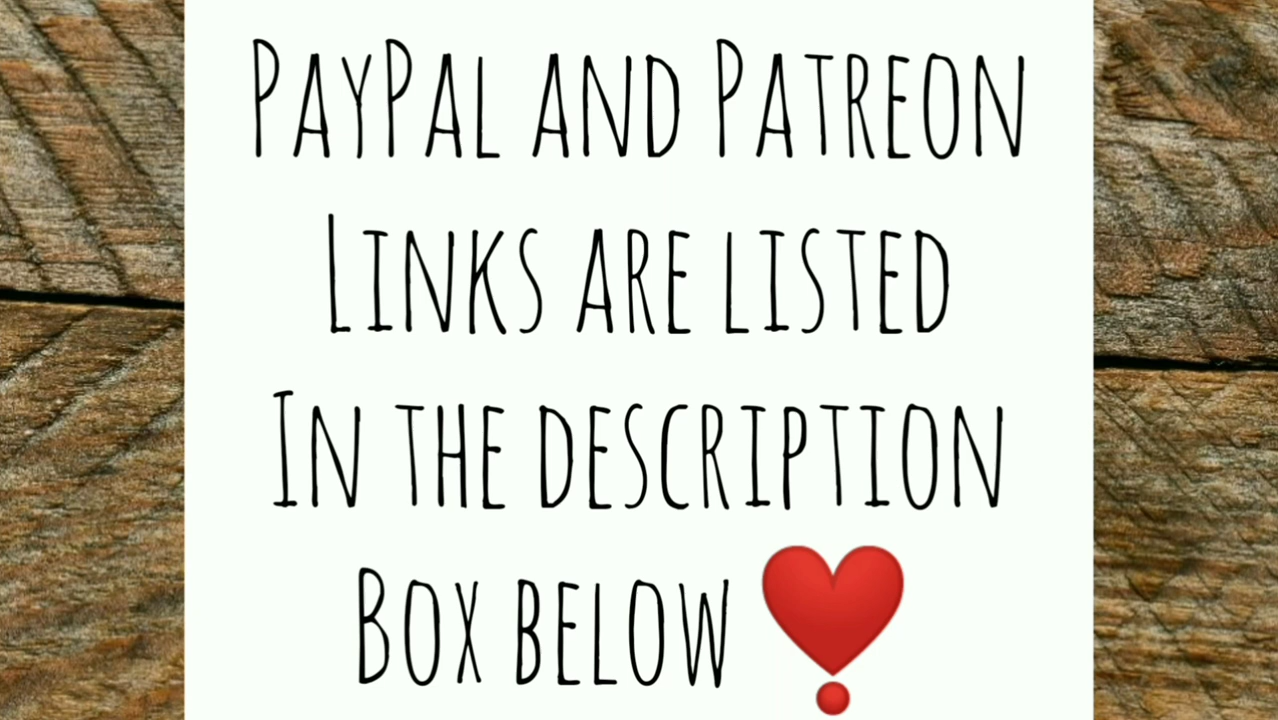 PayPal and Patreon
Links are listed
In the description
Box below ❣